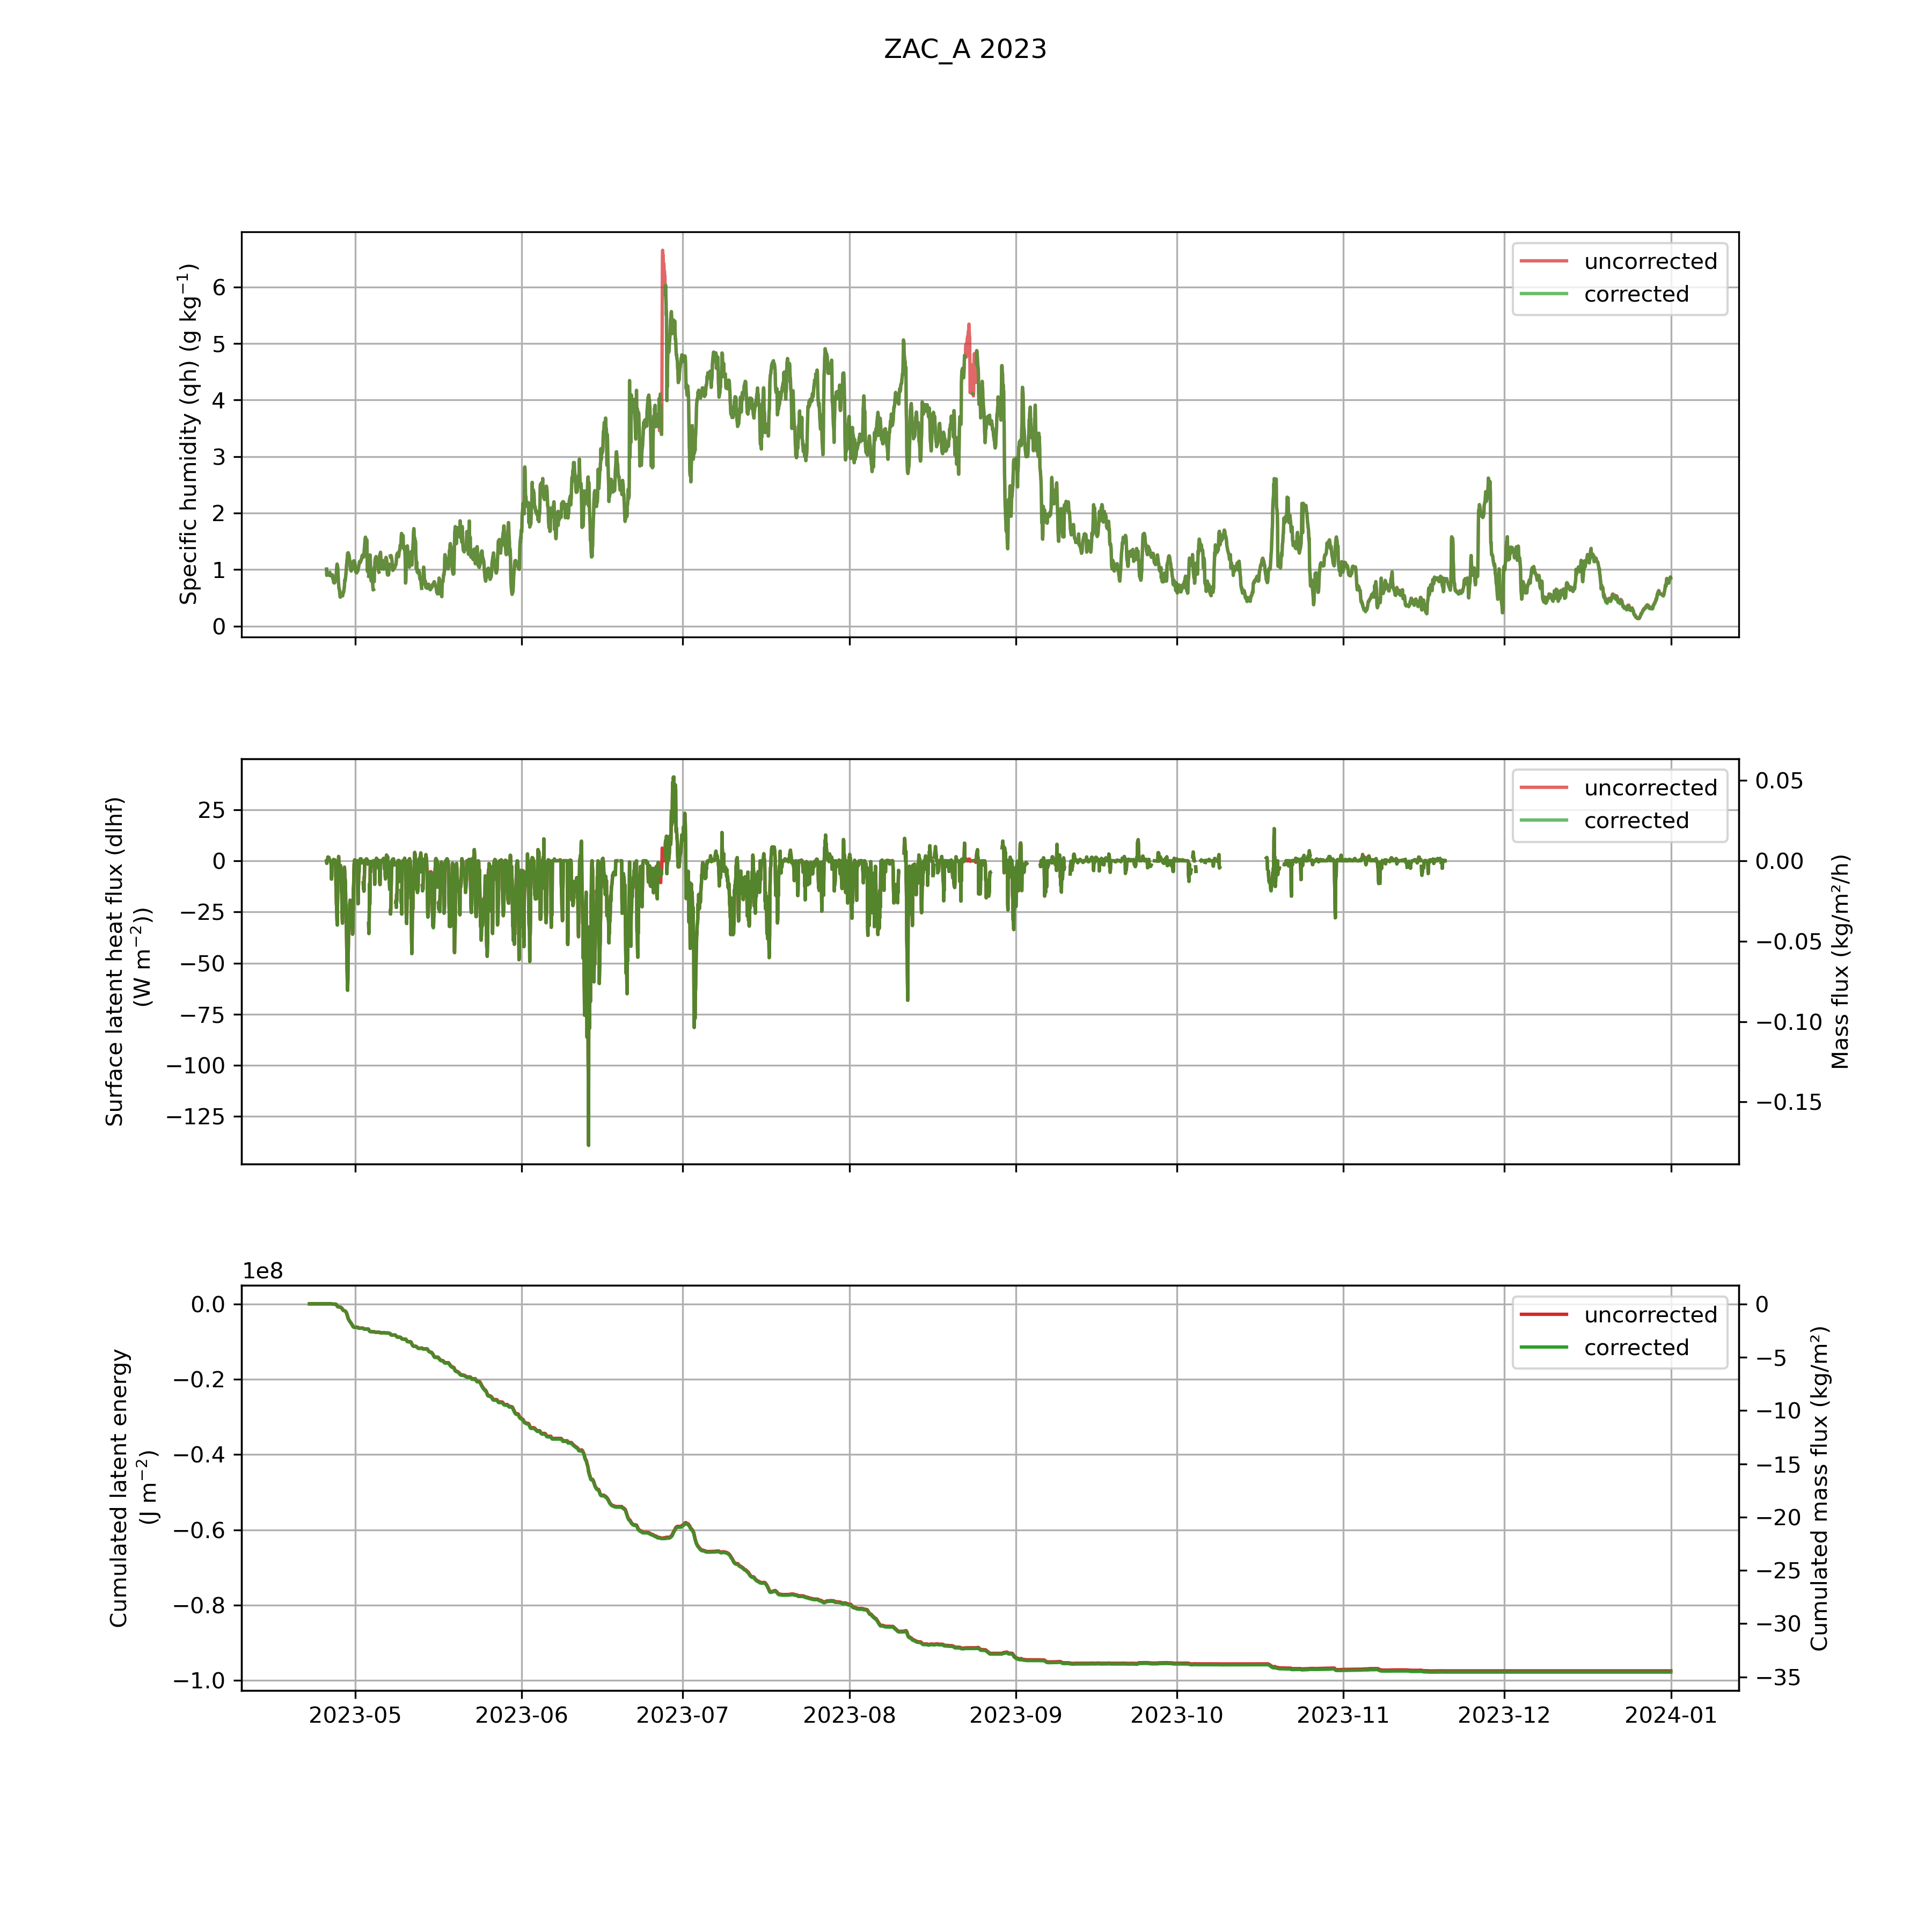 ZAC_A 2023
Specific humidity (qh) (g kg⁻¹)
6
5
4
3
2
1
0
uncorrected
corrected
Surface latent heat flux (dlhf)
(W m⁻²))
25
0
−25
−50
−75
−100
−125
uncorrected
corrected
0.05
0.00
−0.05
−0.10
−0.15
Mass flux (kg/m²/h)
1e8
Cumulated latent energy
(J m⁻²)
0.0
−0.2
−0.4
−0.6
−0.8
−1.0
uncorrected
corrected
0
−5
−10
−15
−20
−25
−30
−35
Cumulated mass flux (kg/m²)
2023-05 2023-06 2023-07 2023-08 2023-09 2023-10 2023-11 2023-12 2024-01